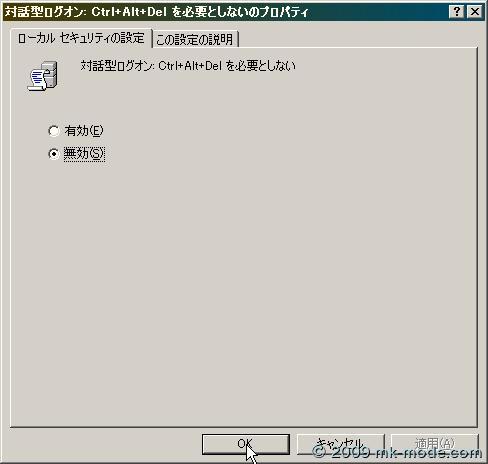 対話型ログオン: Ctrl+Alt+Del を必要としないのプロパティ
ローカル セキュリティの設定 この設定の説明
対話型ログオン: Ctrl+Alt+Del を必要としない
有効(E)
無効(S)
OK キャンセル 適用(A)
© 2009 mk-mode.com